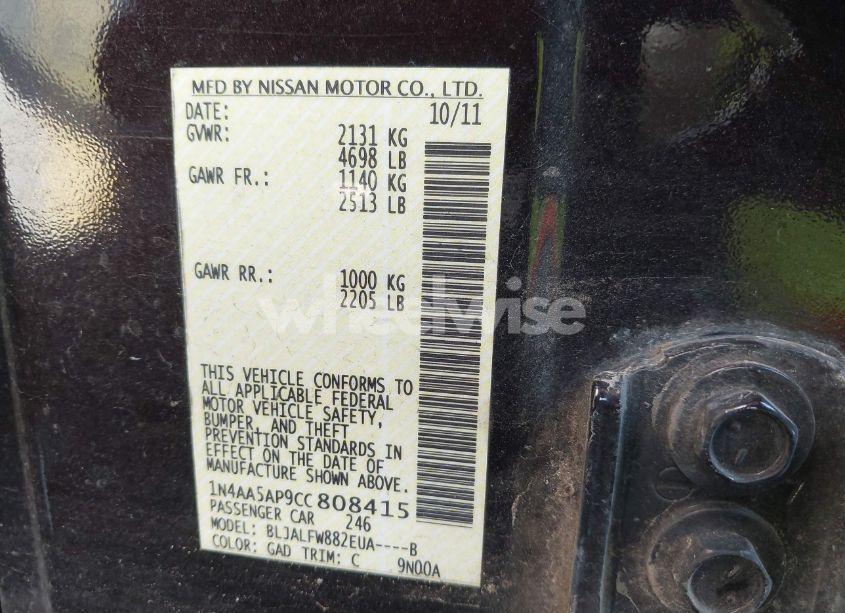 MFD BY NISSAN MOTOR CO., LTD.
DATE: 10/11
GVWR: 2131 KG
4698 LB
GAWR FR.: 1140 KG
2513 LB
GAWR RR.: 1000 KG
2205 LB
wheelwise
THIS VEHICLE CONFORMS TO
ALL APPLICABLE FEDERAL
MOTOR VEHICLE SAFETY,
BUMPER, AND THEFT
PREVENTION STANDARDS IN
EFFECT ON THE DATE OF
MANUFACTURE SHOWN ABOVE.
1N4AA5AP9CC808415
PASSENGER CAR 246
MODEL: BLJALFW882EUA----B
COLOR: GAD TRIM: C 9N00A